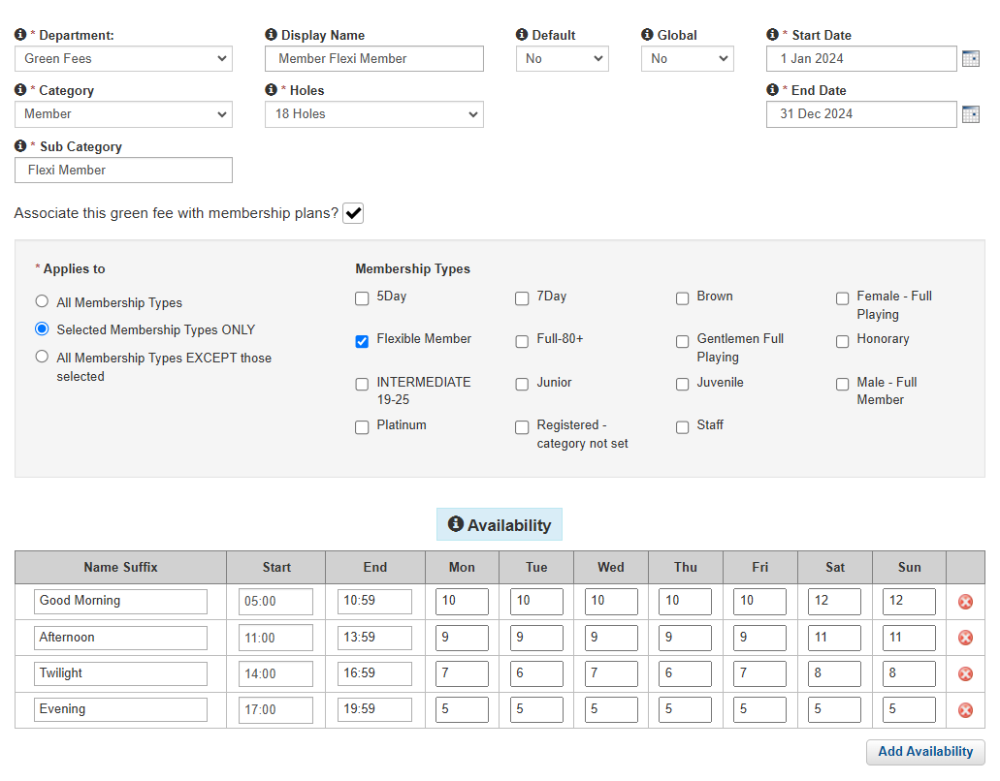 * Department:
Display Name
Default
Global
* Start Date
Green Fees
Member Flexi Member
No
No
1 Jan 2024
* Category
* Holes
* End Date
Member
18 Holes
31 Dec 2024
* Sub Category
Flexi Member
Associate this green fee with membership plans?
* Applies to
All Membership Types
Selected Membership Types ONLY
All Membership Types EXCEPT those
selected
Membership Types
5Day
7Day
Brown
Female - Full
Playing
Flexible Member
Full-80+
Gentlemen Full
Playing
Honorary
INTERMEDIATE
19-25
Junior
Juvenile
Male - Full
Member
Platinum
Registered -
category not set
Staff
Availability
Name Suffix Start End Mon Tue Wed Thu Fri Sat Sun
Good Morning 05:00 10:59 10 10 10 10 10 12 12
Afternoon 11:00 13:59 9 9 9 9 9 11 11
Twilight 14:00 16:59 7 6 7 6 7 8 8
Evening 17:00 19:59 5 5 5 5 5 5 5
Add Availability